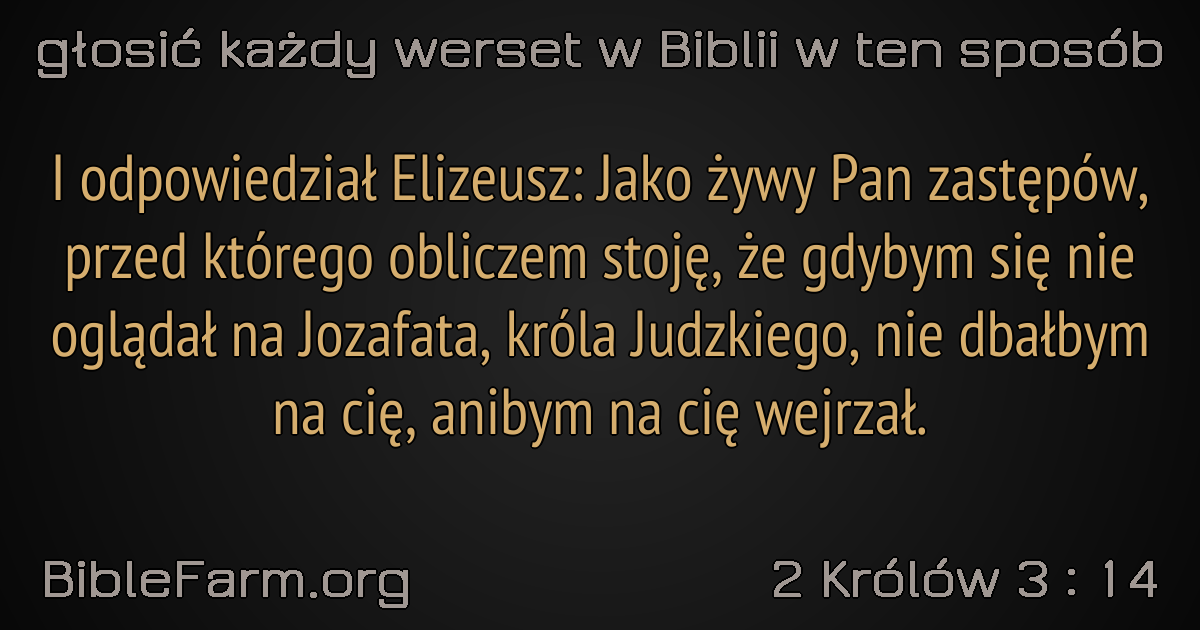 głosić każdy werset w Biblii w ten sposób
I odpowiedział Elizeusz: Jako żywy Pan zastępów,
przed którego obliczem stoję, że gdybym się nie
oglądał na Jozafata, króla Judzkiego, nie dbałbym
na cię, anibym na cię wejrzał.
BibleFarm.org
2 Królów 3 : 14